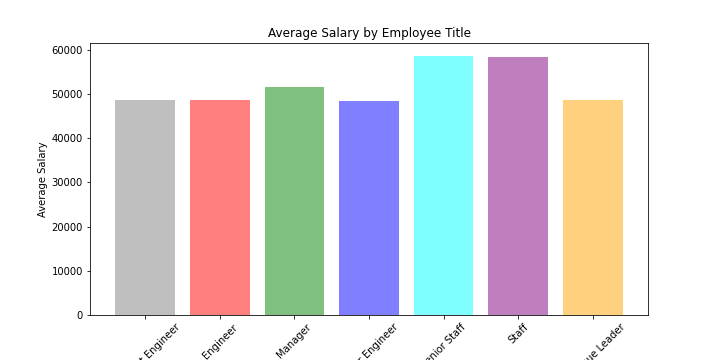 Average Salary by Employee Title
Average Salary
60000
50000
40000
30000
20000
10000
0
Engineer
Engineer
Manager
Engineer
Staff
Staff
Leader